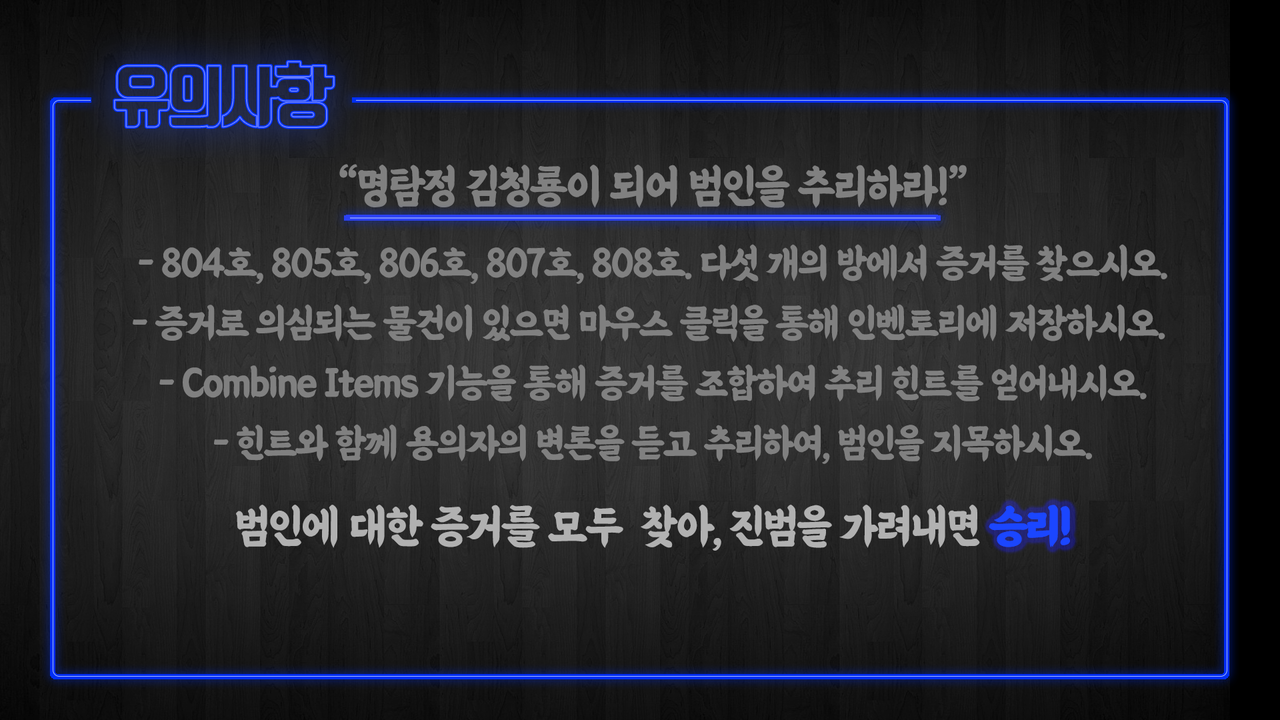 유의사항
“명탐정 김청룡이 되어 범인을 추리하라!”
- 804호, 805호, 806호, 807호, 808호. 다섯 개의 방에서 증거를 찾으시오.
- 증거로 의심되는 물건이 있으면 마우스 클릭을 통해 인벤토리에 저장하시오.
- Combine Items 기능을 통해 증거를 조합하여 추리 힌트를 얻어내시오.
- 힌트와 함께 용의자의 변론을 듣고 추리하여, 범인을 지목하시오.
범인에 대한 증거를 모두 찾아, 진범을 가려내면 승리!